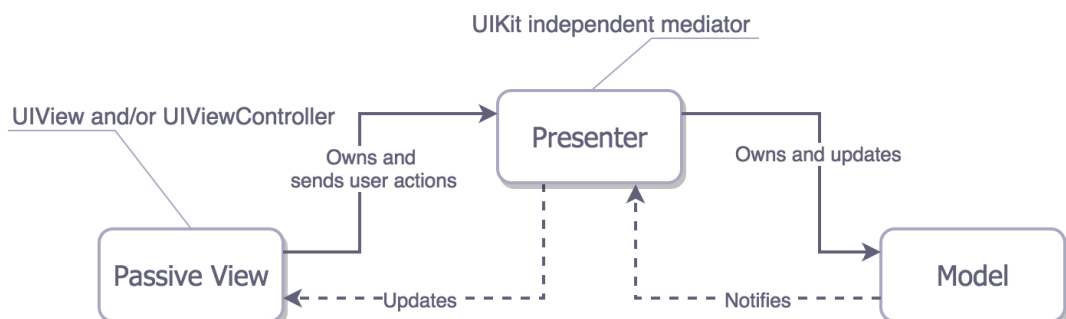 UIKit independent mediator
UIView and/or UIViewController
Presenter
Owns and
sends user actions
Owns and updates
Passive View
Model
Updates
Notifies